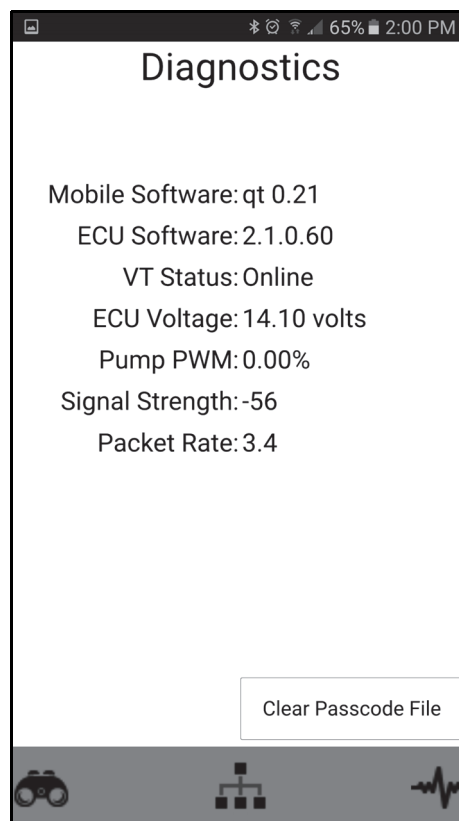 65% 2:00 PM
Diagnostics
Mobile Software: qt 0.21
ECU Software: 2.1.0.60
VT Status: Online
ECU Voltage: 14.10 volts
Pump PWM: 0.00%
Signal Strength: -56
Packet Rate: 3.4
Clear Passcode File